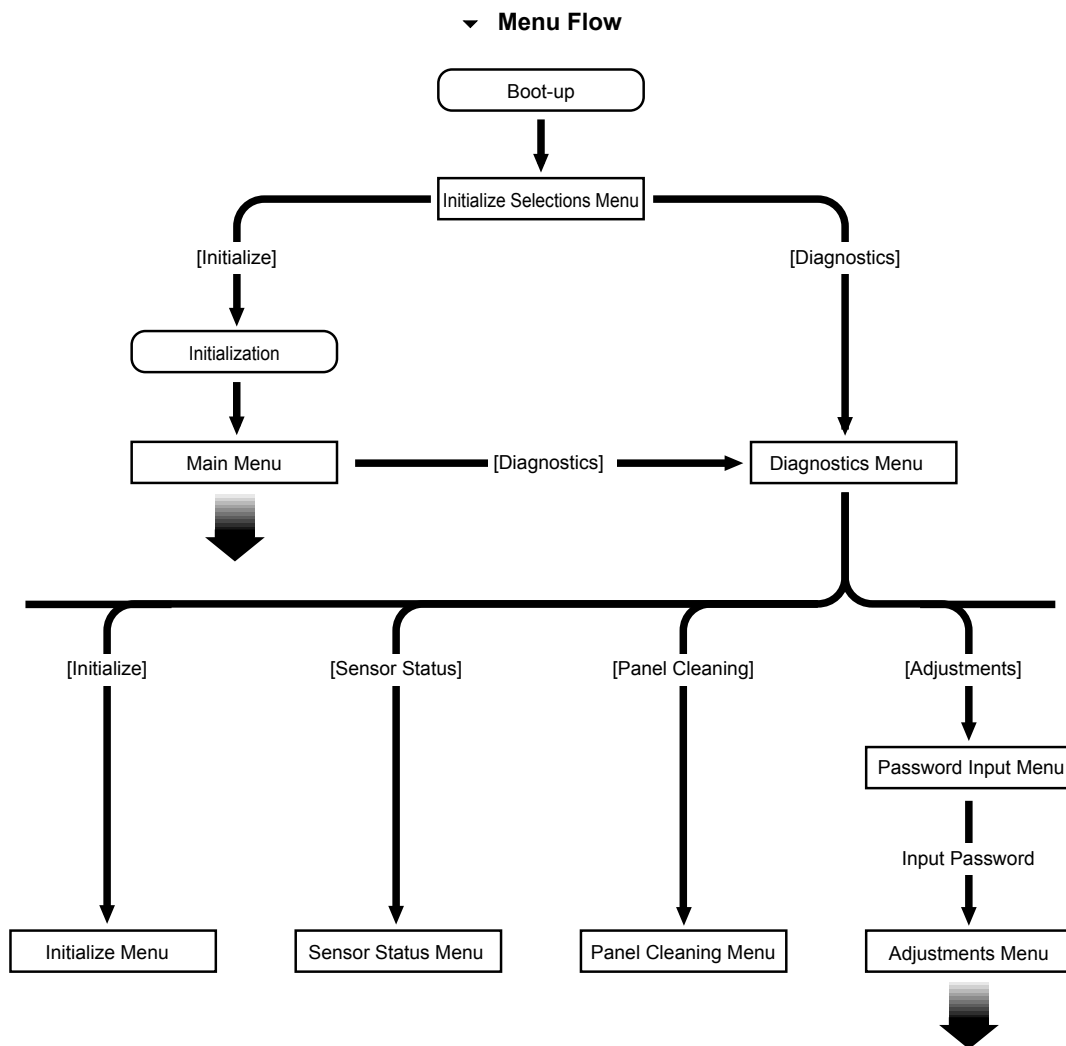 Menu Flow
Boot-up
Initialize Selections Menu
[Initialize]
[Diagnostics]
Initialization
Main Menu
[Diagnostics]
Diagnostics Menu
[Initialize]
[Sensor Status]
[Panel Cleaning]
[Adjustments]
Password Input Menu
Input Password
Initialize Menu
Sensor Status Menu
Panel Cleaning Menu
Adjustments Menu